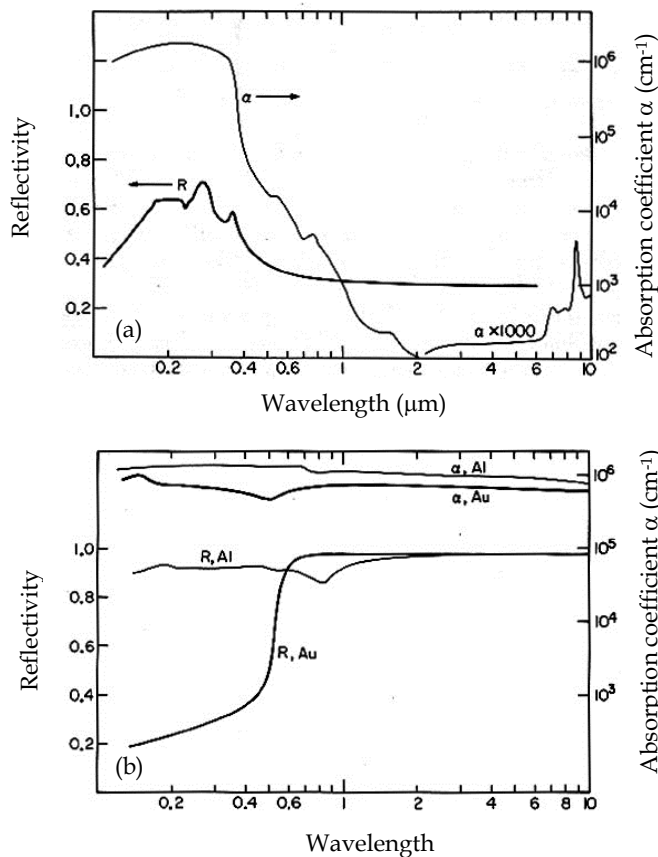 Reflectivity
1.0
0.8
0.6
0.4
0.2
α
R
(a)
α ×1000
10⁶
10⁵
10⁴
10³
10²
Absorption coefficient α (cm⁻¹)
0.2 0.4 0.6 1 2 4 6 10
Wavelength (μm)
Reflectivity
1.0
0.8
0.6
0.4
0.2
α, Al
α, Au
R, Al
R, Au
(b)
10⁶
10⁵
10⁴
10³
Absorption coefficient α (cm⁻¹)
0.2 0.4 0.6 1 2 4 6 8 10
Wavelength